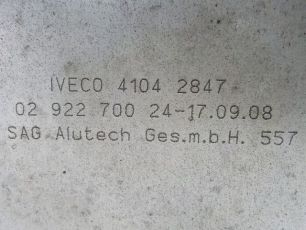 IVECO 4104 2847
02 922 700 24-17.09.08
SAG Alutech Ges.m.b.H. 557